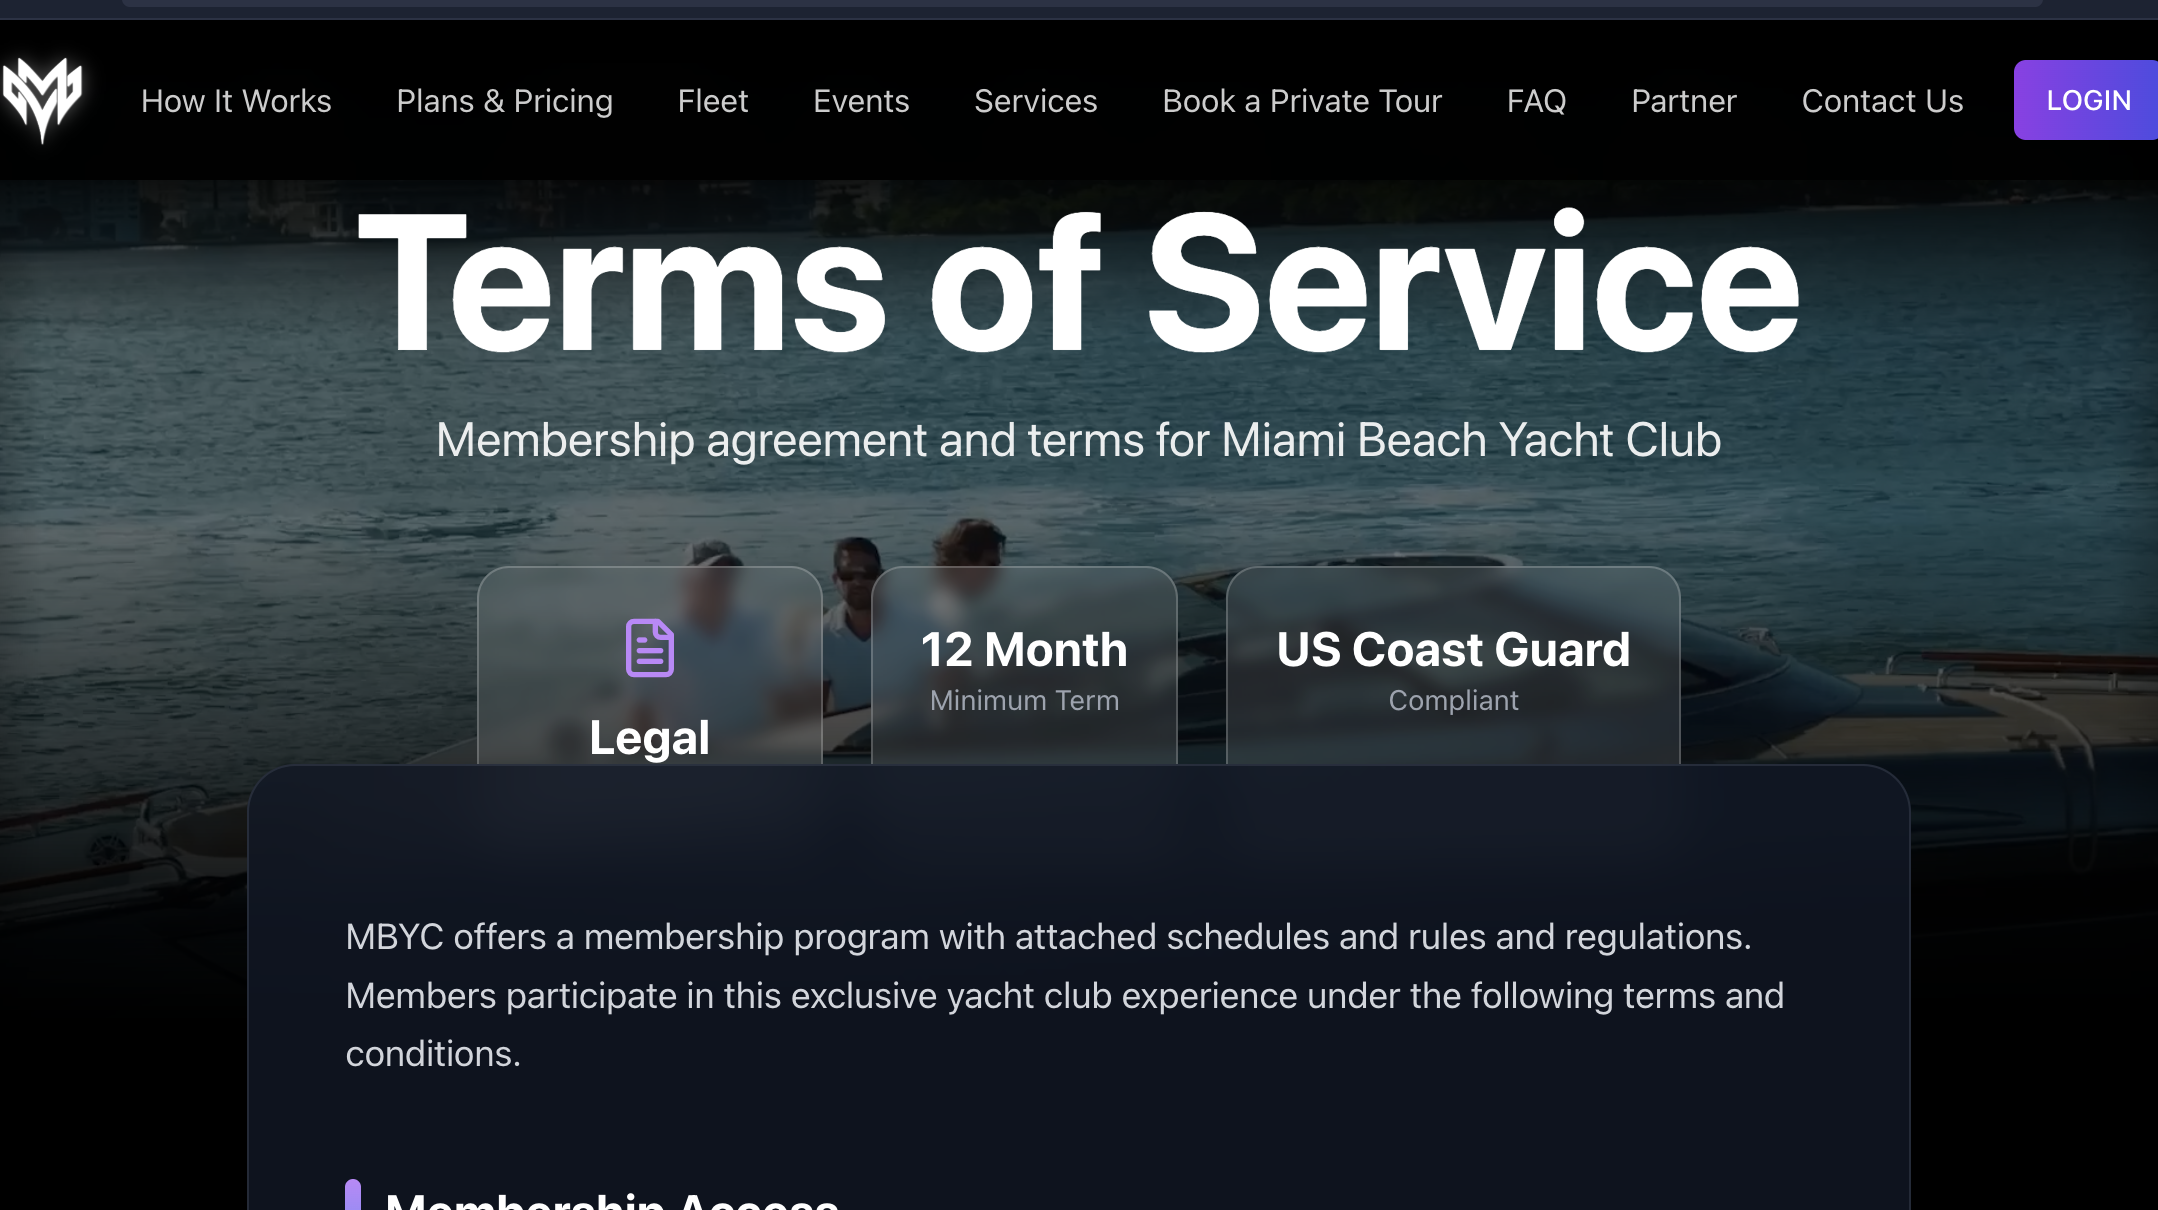 How It Works
Plans & Pricing
Fleet
Events
Services
Book a Private Tour
FAQ
Partner
Contact Us
LOGIN
Terms of Service
Membership agreement and terms for Miami Beach Yacht Club
Legal
12 Month
Minimum Term
US Coast Guard
Compliant
MBYC offers a membership program with attached schedules and rules and regulations.
Members participate in this exclusive yacht club experience under the following terms and
conditions.
Membership Access